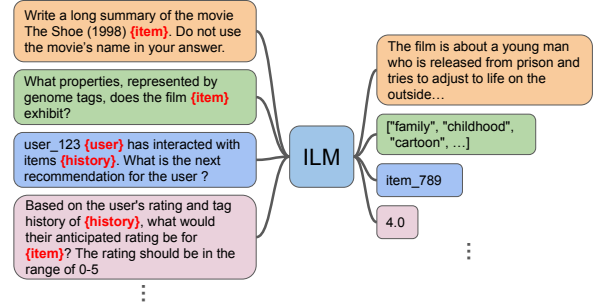 Write a long summary of the movie
The Shoe (1998) {item}. Do not use
the movie's name in your answer.
What properties, represented by
genome tags, does the film {item}
exhibit?
user_123 {user} has interacted with
items {history}. What is the next
recommendation for the user ?
Based on the user's rating and tag
history of {history}, what would
their anticipated rating be for
{item}? The rating should be in the
range of 0-5
ILM
The film is about a young man
who is released from prison and
tries to adjust to life on the
outside…
["family", "childhood",
"cartoon", …]
item_789
4.0